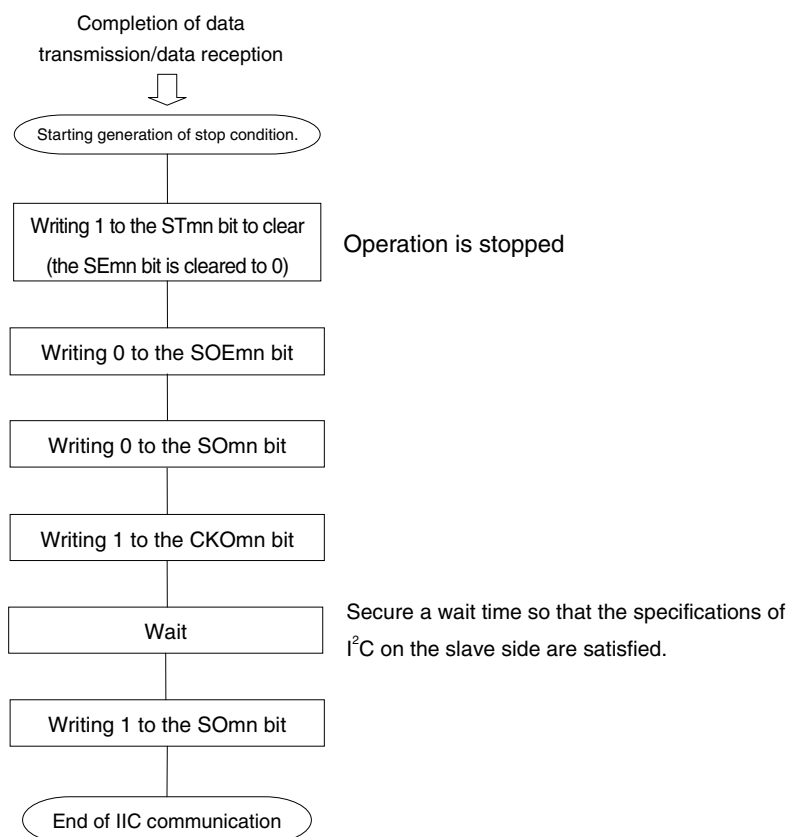 Completion of data
transmission/data reception
Starting generation of stop condition.
Writing 1 to the STmn bit to clear
(the SEmn bit is cleared to 0)
Operation is stopped
Writing 0 to the SOEmn bit
Writing 0 to the SOmn bit
Writing 1 to the CKOmn bit
Wait
Secure a wait time so that the specifications of
I²C on the slave side are satisfied.
Writing 1 to the SOmn bit
End of IIC communication